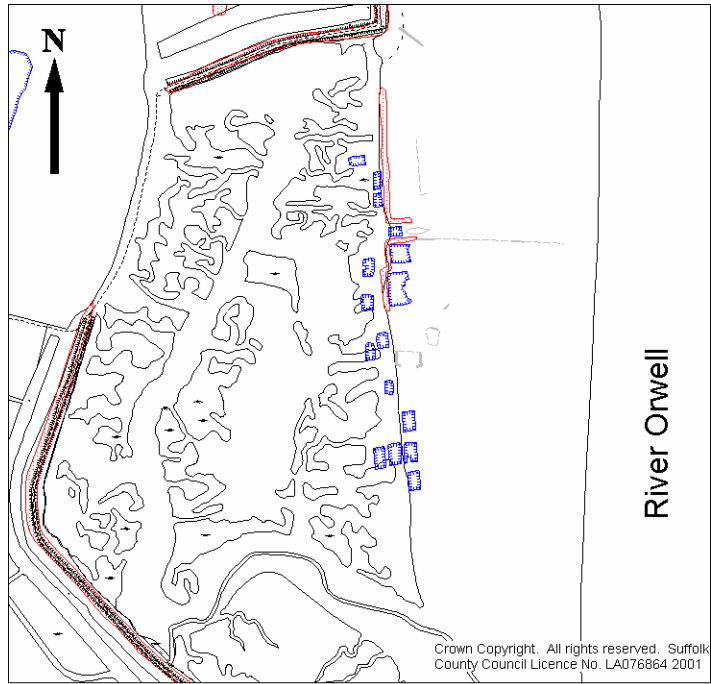 N
River Orwell
Crown Copyright. All rights reserved. Suffolk
County Council Licence No. LA076864 2001